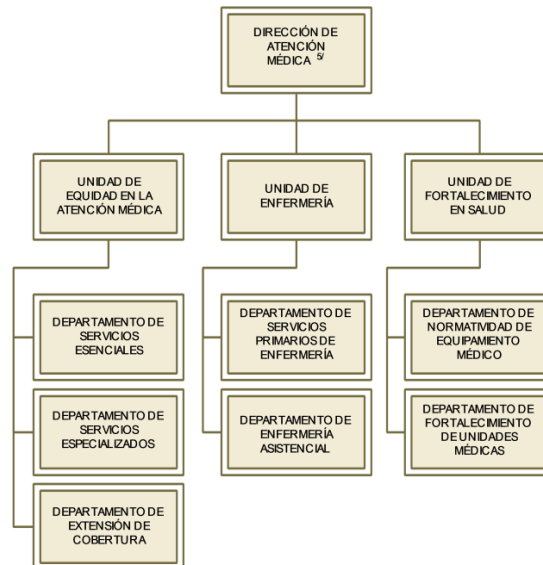 DIRECCIÓN DE
ATENCIÓN
MÉDICA 5/
UNIDAD DE
EQUIDAD EN LA
ATENCIÓN MÉDICA
UNIDAD DE
ENFERMERÍA
UNIDAD DE
FORTALECIMIENTO
EN SALUD
DEPARTAMENTO DE
SERVICIOS
ESENCIALES
DEPARTAMENTO DE
SERVICIOS
PRIMARIOS DE
ENFERMERÍA
DEPARTAMENTO DE
NORMATIVIDAD DE
EQUIPAMIENTO
MÉDICO
DEPARTAMENTO DE
SERVICIOS
ESPECIALIZADOS
DEPARTAMENTO DE
ENFERMERÍA
ASISTENCIAL
DEPARTAMENTO DE
FORTALECIMIENTO
DE UNIDADES
MÉDICAS
DEPARTAMENTO DE
EXTENSIÓN DE
COBERTURA